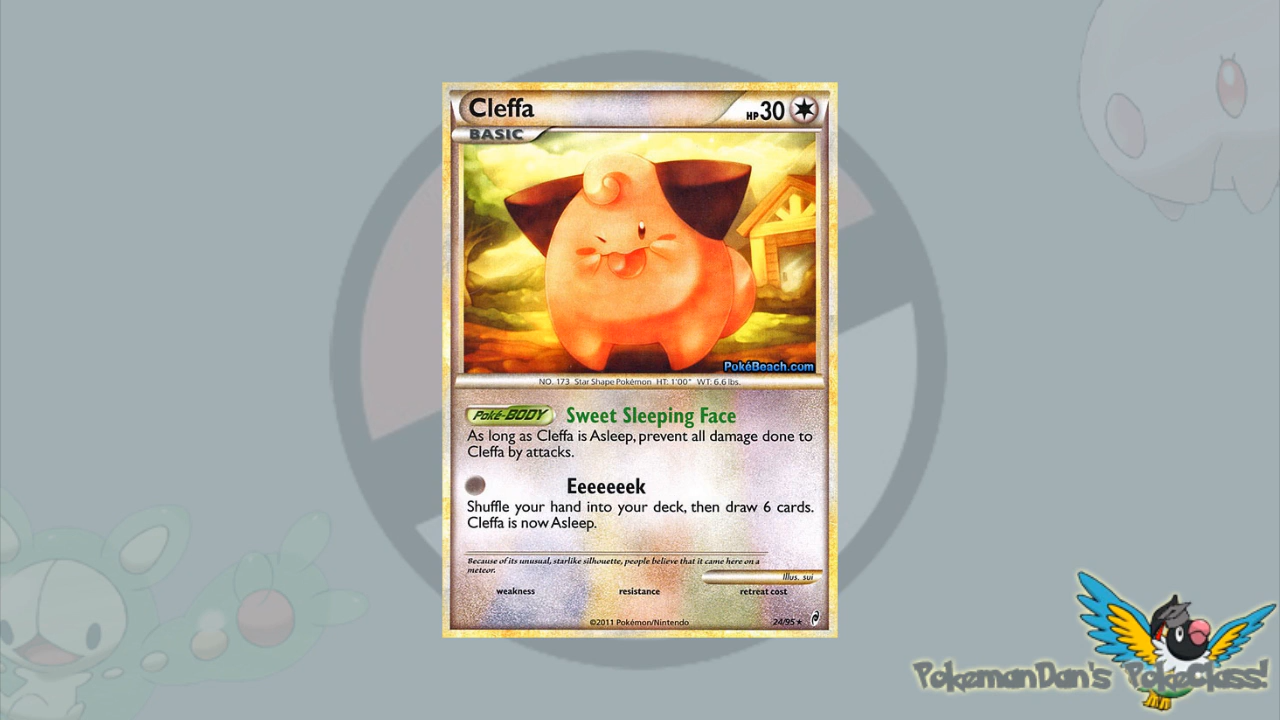 Cleffa
HP 30
BASIC
PokéBeach.com
NO. 173 Star Shape Pokémon HT: 1'00" WT: 6.6 lbs.
Poké-BODY Sweet Sleeping Face
As long as Cleffa is Asleep, prevent all damage done to
Cleffa by attacks.
Eeeeeeek
Shuffle your hand into your deck, then draw 6 cards.
Cleffa is now Asleep.
Because of its unusual, starlike silhouette, people believe that it came here on a
meteor.
Illus. sui
weakness resistance retreat cost
©2011 Pokémon/Nintendo
24/95 ★
PokemanDan's PokeClass!